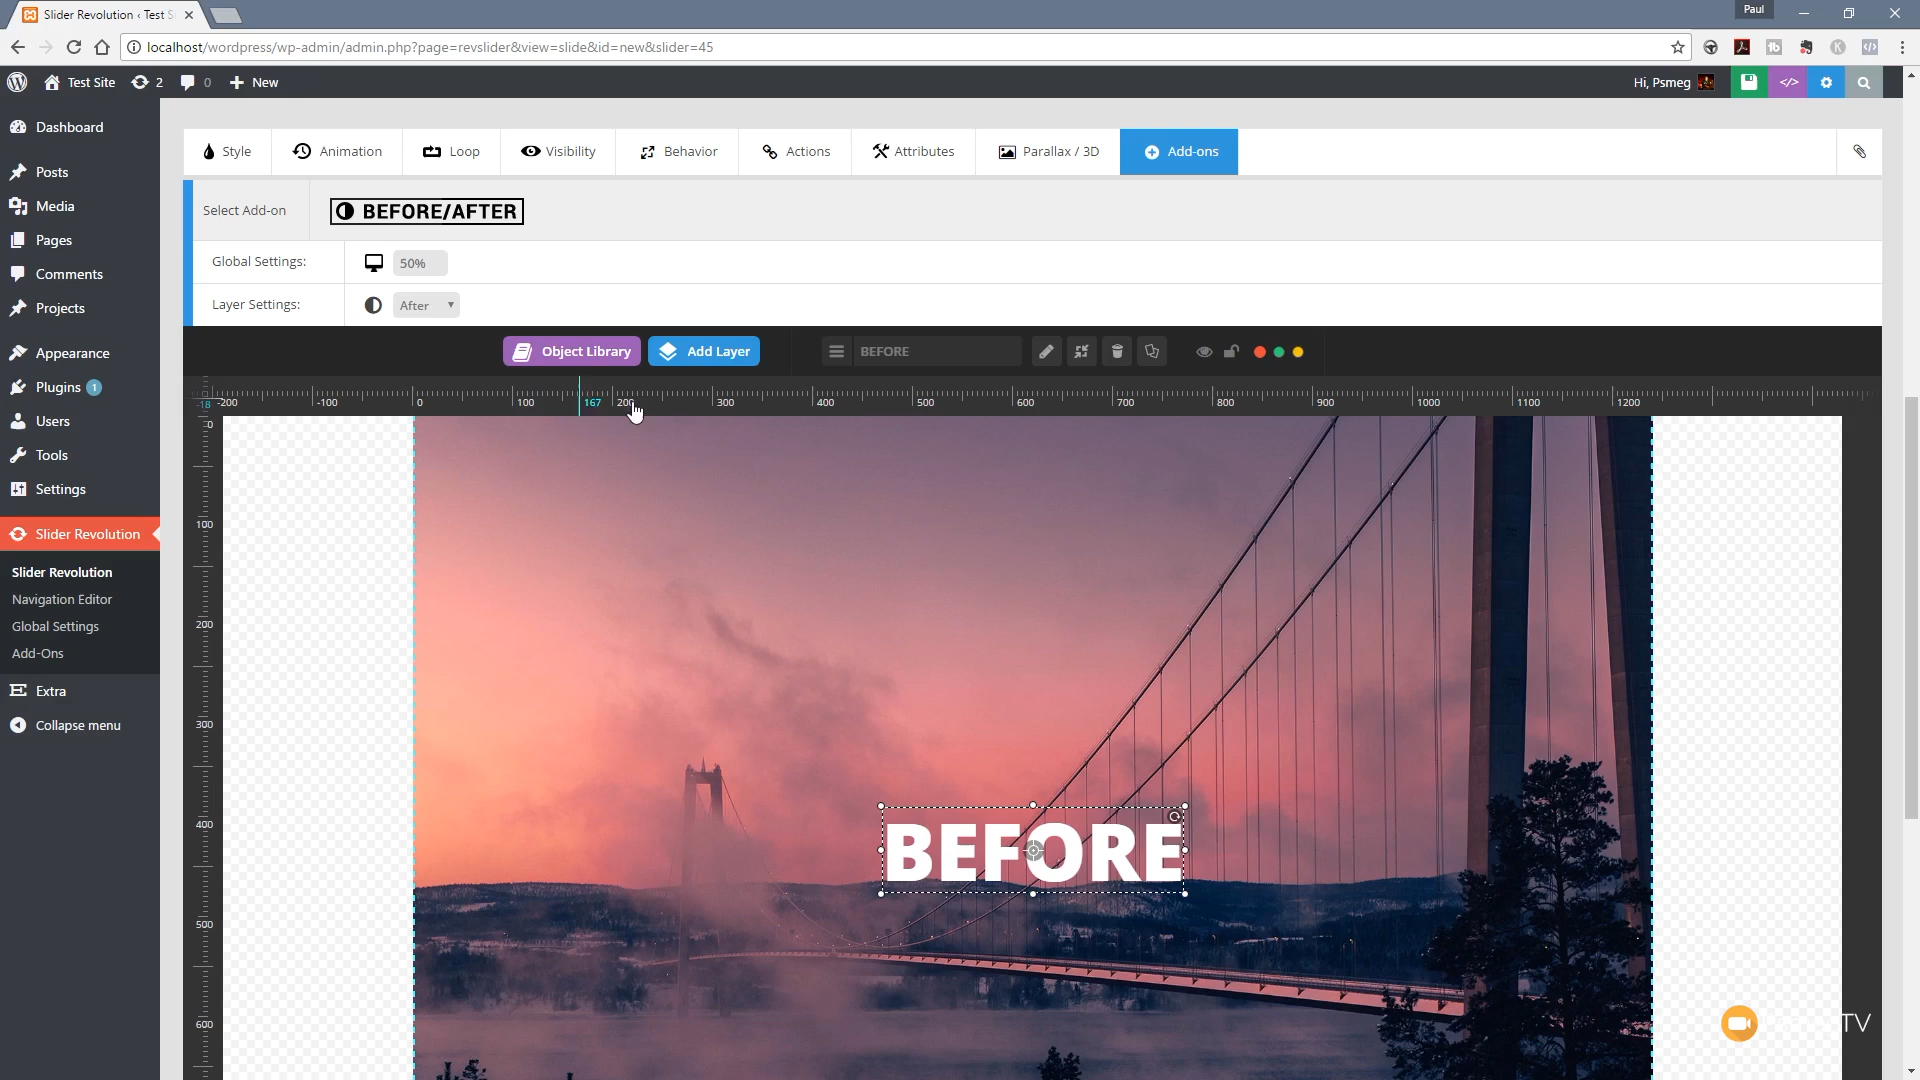 Slider Revolution ‹ Test S
Paul
localhost/wordpress/wp-admin/admin.php?page=revslider&view=slide&id=new&slider=45
Test Site
2
0
New
Hi, Psmeg
Dashboard
Posts
Media
Pages
Comments
Projects
Appearance
Plugins 1
Users
Tools
Settings
Slider Revolution
Slider Revolution
Navigation Editor
Global Settings
Add-Ons
Extra
Collapse menu
Style
Animation
Loop
Visibility
Behavior
Actions
Attributes
Parallax / 3D
Add-ons
Select Add-on
BEFORE/AFTER
Global Settings:
50%
Layer Settings:
After
Object Library
Add Layer
BEFORE
-18 -200 -100 0 100 167 200 300 400 500 600 700 800 900 1000 1100 1200
0
100
200
300
400
500
600
BEFORE
TV